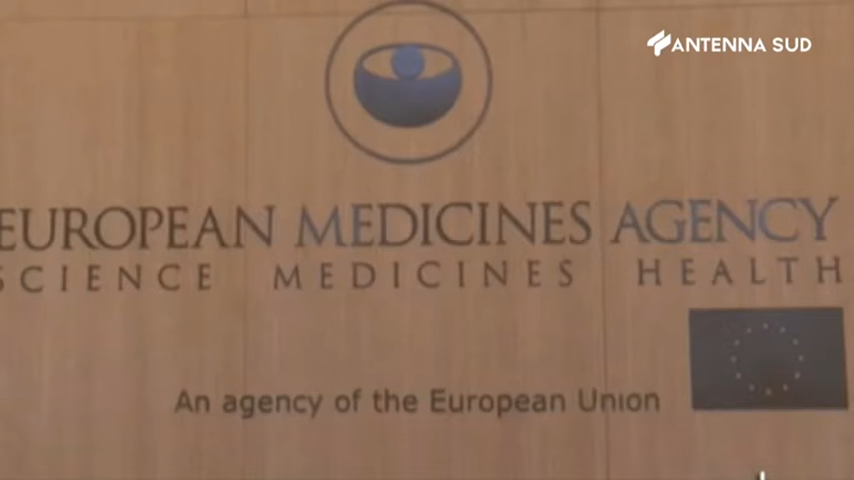 ANTENNA SUD
EUROPEAN MEDICINES AGENCY
SCIENCE MEDICINES HEALTH
An agency of the European Union